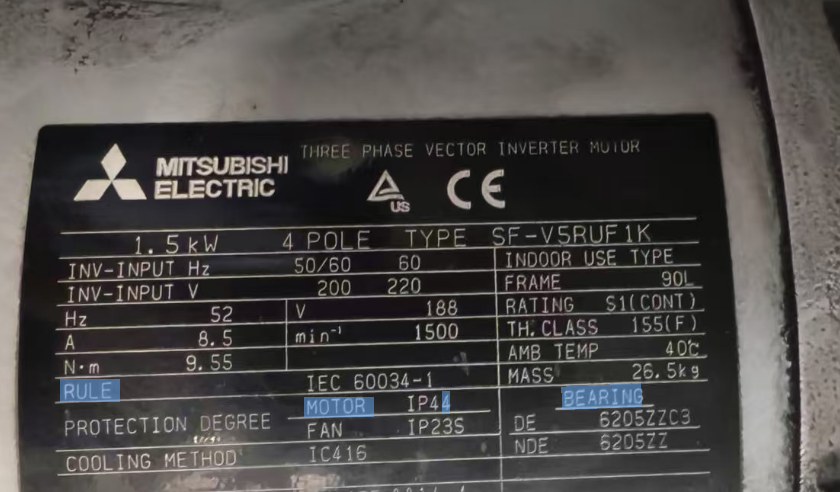 MITSUBISHI
ELECTRIC
THREE PHASE VECTOR INVERTER MOTOR
US
CE
1.5kW 4 POLE TYPE SF-V5RUF1K
INV-INPUT Hz 50/60 60 INDOOR USE TYPE
INV-INPUT V 200 220 FRAME 90L
Hz 52 V 188 RATING S1(CONT)
A 8.5 min⁻¹ 1500 TH.CLASS 155(F)
N·m 9.55 AMB TEMP 40℃
RULE IEC 60034-1 MASS 26.5kg
PROTECTION DEGREE MOTOR IP44 BEARING
FAN IP23S DE 6205ZZC3
COOLING METHOD IC416 NDE 6205ZZ